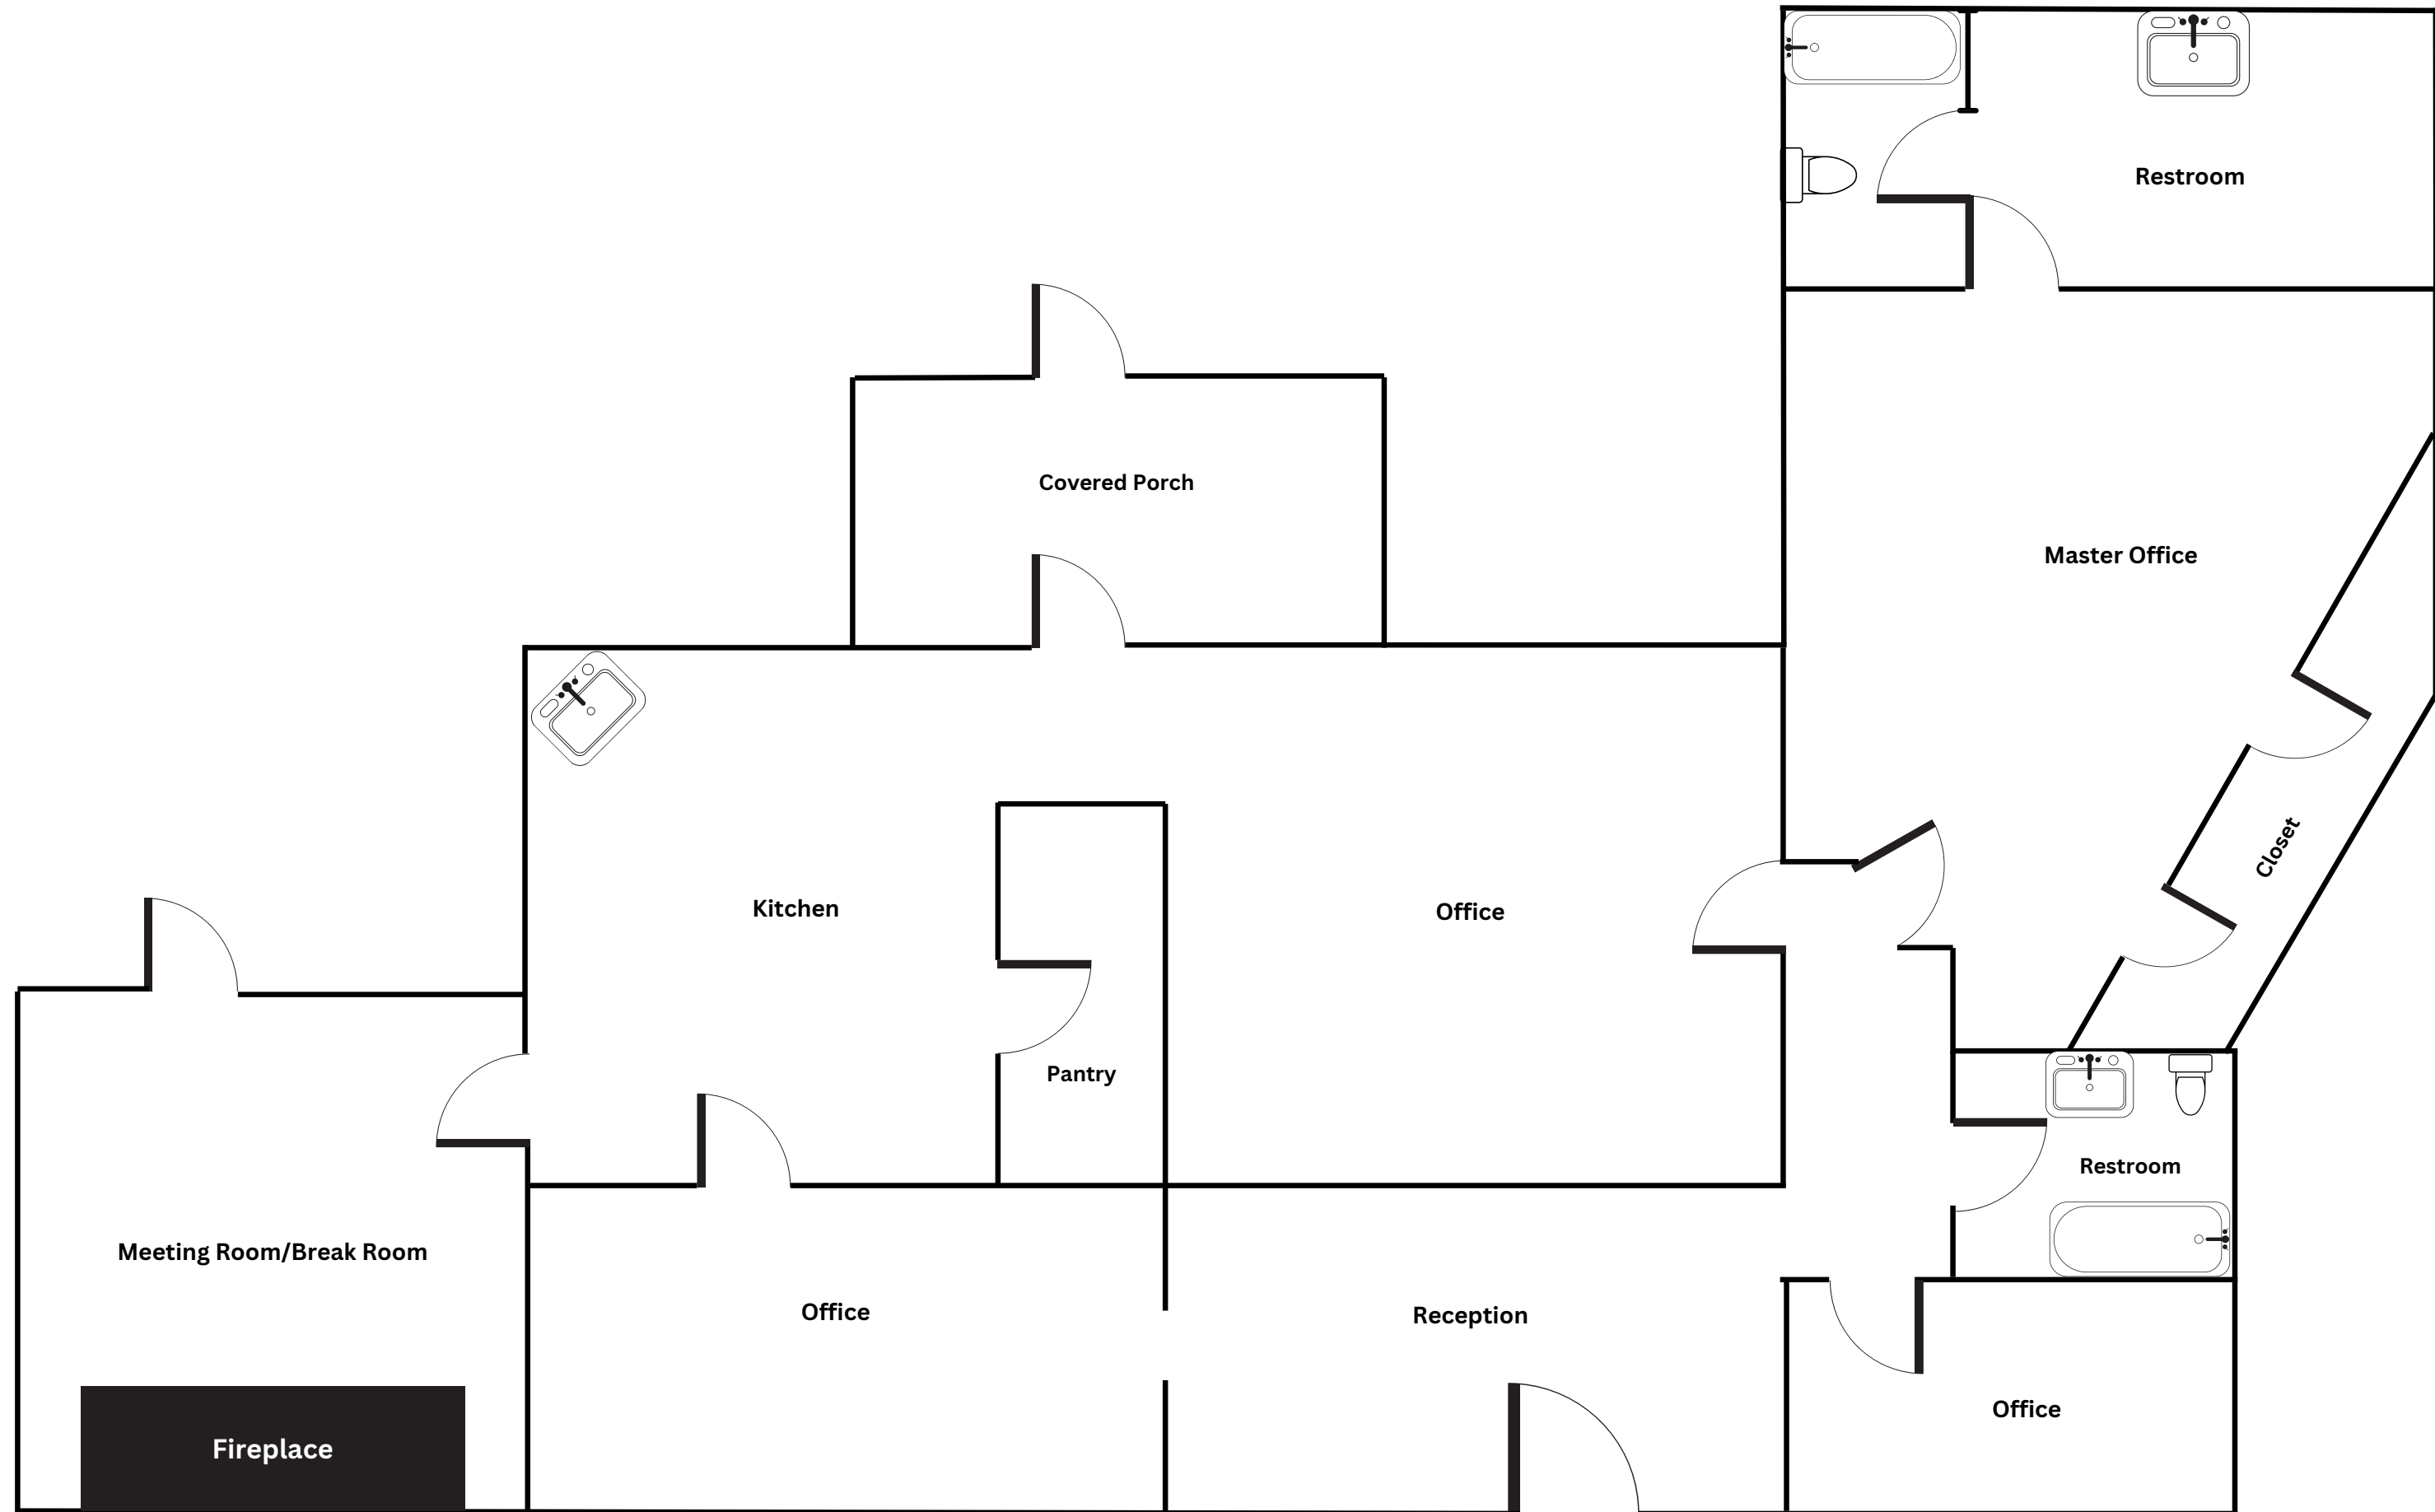 Restroom
Covered Porch
Master Office
Closet
Kitchen
Office
Pantry
Restroom
Meeting Room/Break Room
Office
Reception
Office
Fireplace